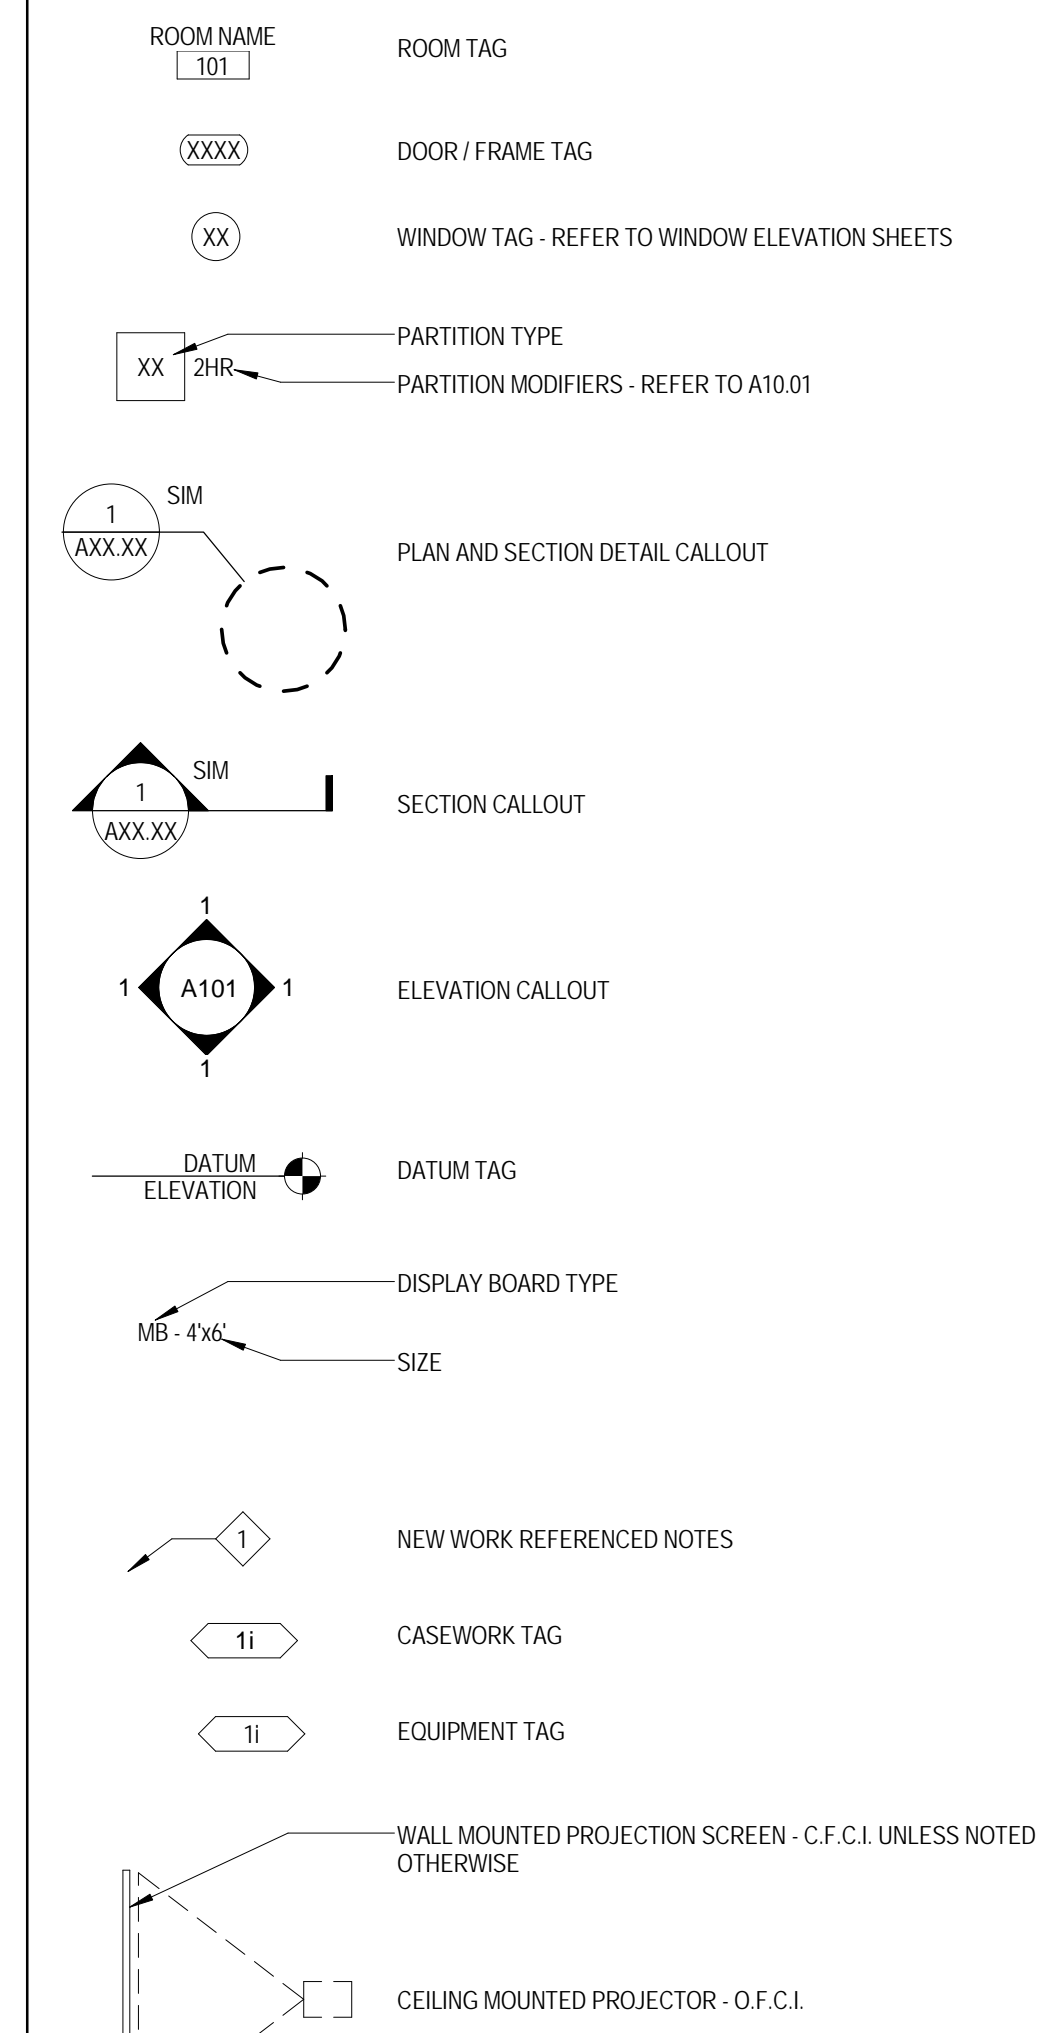 ROOM NAME
101
ROOM TAG
XXXX
DOOR / FRAME TAG
XX
WINDOW TAG - REFER TO WINDOW ELEVATION SHEETS
PARTITION TYPE
XX 2HR
PARTITION MODIFIERS - REFER TO A10.01
SIM
1
AXX.XX
PLAN AND SECTION DETAIL CALLOUT
SIM
1
AXX.XX
SECTION CALLOUT
1
1 A101 1
1
ELEVATION CALLOUT
DATUM
ELEVATION
DATUM TAG
DISPLAY BOARD TYPE
MB - 4'x6'
SIZE
1
NEW WORK REFERENCED NOTES
1i
CASEWORK TAG
1i
EQUIPMENT TAG
WALL MOUNTED PROJECTION SCREEN - C.F.C.I. UNLESS NOTED
OTHERWISE
CEILING MOUNTED PROJECTOR - O.F.C.I.